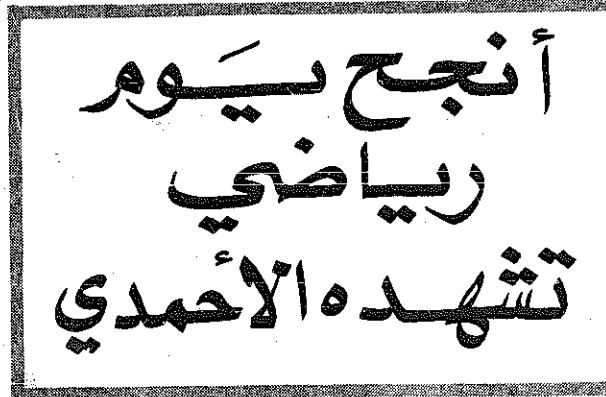 أنجح يَوم
رياضي
تشهده الأحمدي